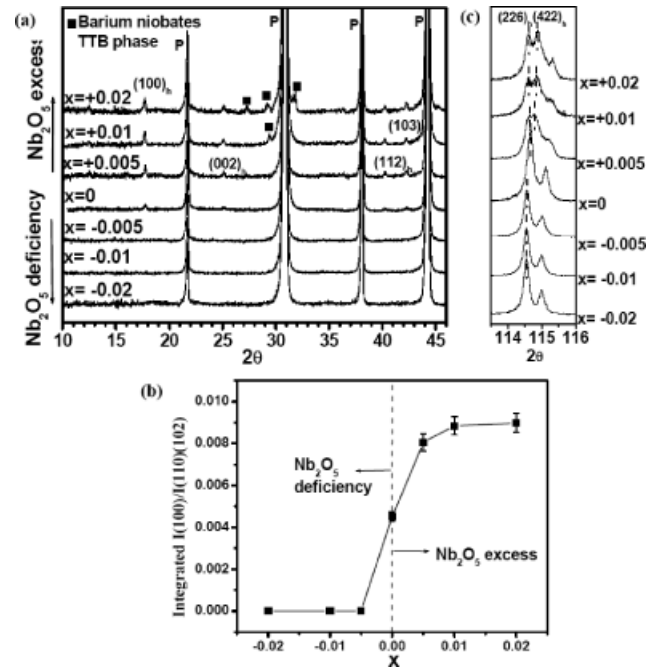 (a)
■ Barium niobates
TTB phase
P
P
P
P
(100)h
(002)h
(112)h
(103)
Nb2O5 excess
Nb2O5 deficiency
x=+0.02
x=+0.01
x=+0.005
x=0
x= -0.005
x= -0.01
x= -0.02
10 15 20 25 30 35 40 45
2θ
(c)
(226) (422)h
x=+0.02
x=+0.01
x=+0.005
x=0
x= -0.005
x= -0.01
x= -0.02
114 115 116
2θ
(b)
Integrated I(100)/I(110)(102)
0.010
0.008
0.006
0.004
0.002
0.000
Nb2O5
deficiency
Nb2O5 excess
-0.02 -0.01 0.00 0.01 0.02
X